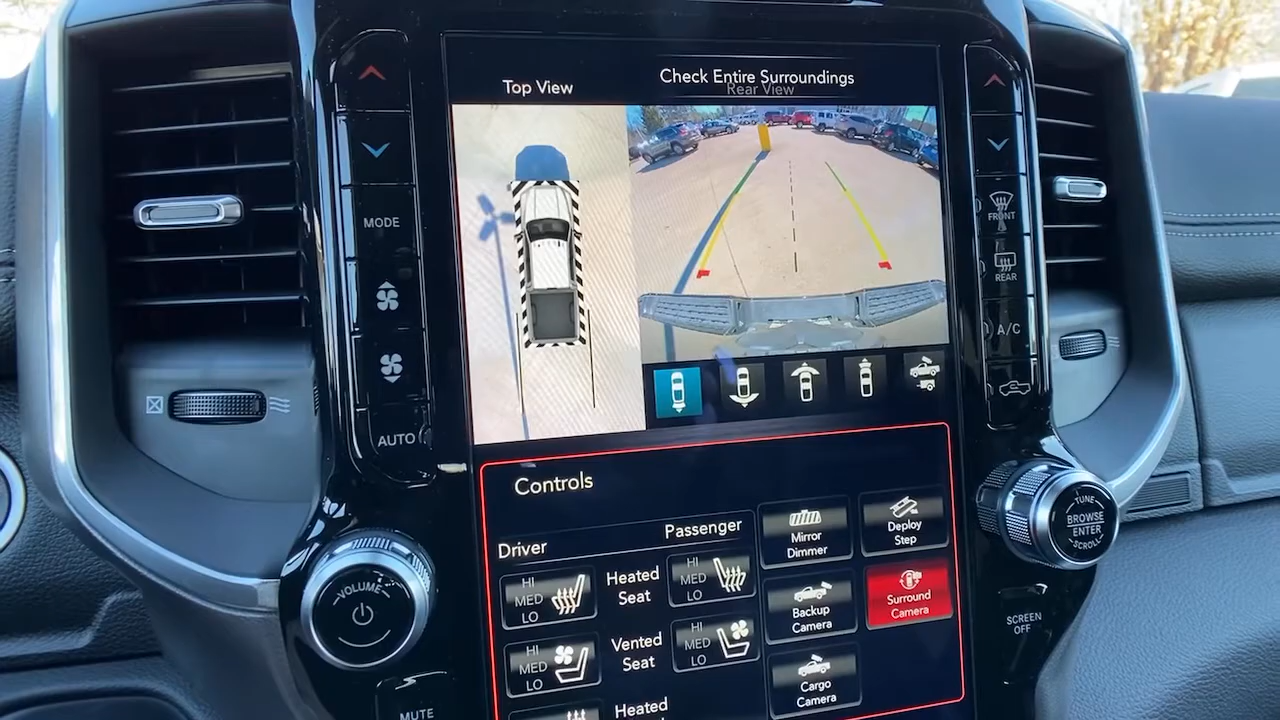 Top View
Check Entire Surroundings
Rear View
MODE
AUTO
FRONT
REAR
A/C
Controls
Driver
Passenger
HI
MED
LO
Heated
Seat
HI
MED
LO
Mirror
Dimmer
Deploy
Step
HI
MED
LO
Vented
Seat
HI
MED
LO
Backup
Camera
Surround
Camera
Heated
Cargo
Camera
VOLUME
MUTE
TUNE
BROWSE
ENTER
SCROLL
SCREEN
OFF